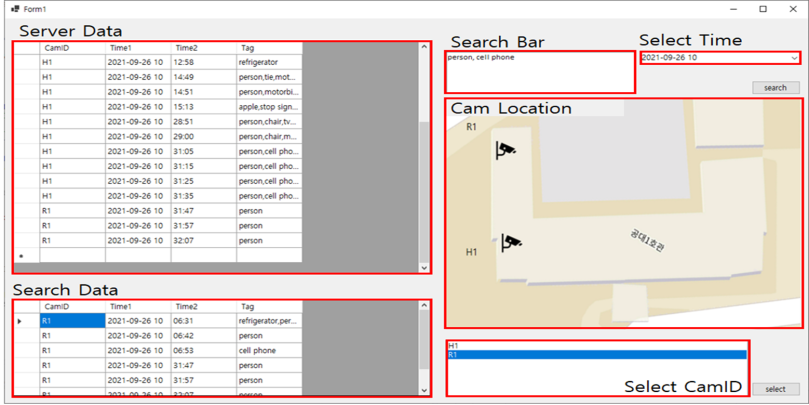 Form1
Server Data
CamID Time1 Time2 Tag
H1 2021-09-26 10 12:58 refrigerator
H1 2021-09-26 10 14:49 person,tie,mot...
H1 2021-09-26 10 14:51 person,motorbi...
H1 2021-09-26 10 15:13 apple,stop sign...
H1 2021-09-26 10 28:51 person,chair,tv...
H1 2021-09-26 10 29:00 person,chair,m...
H1 2021-09-26 10 31:05 person,cell pho...
H1 2021-09-26 10 31:15 person,cell pho...
H1 2021-09-26 10 31:25 person,cell pho...
H1 2021-09-26 10 31:35 person,cell pho...
R1 2021-09-26 10 31:47 person
R1 2021-09-26 10 31:57 person
R1 2021-09-26 10 32:07 person
Search Data
CamID Time1 Time2 Tag
R1 2021-09-26 10 06:31 refrigerator,per...
R1 2021-09-26 10 06:42 person
R1 2021-09-26 10 06:53 cell phone
R1 2021-09-26 10 31:47 person
R1 2021-09-26 10 31:57 person
R1 2021-09-26 10 32:07 person
Search Bar
person, cell phone
Select Time
2021-09-26 10
search
Cam Location
R1
H1
공대1호관
H1
R1
Select CamID
select